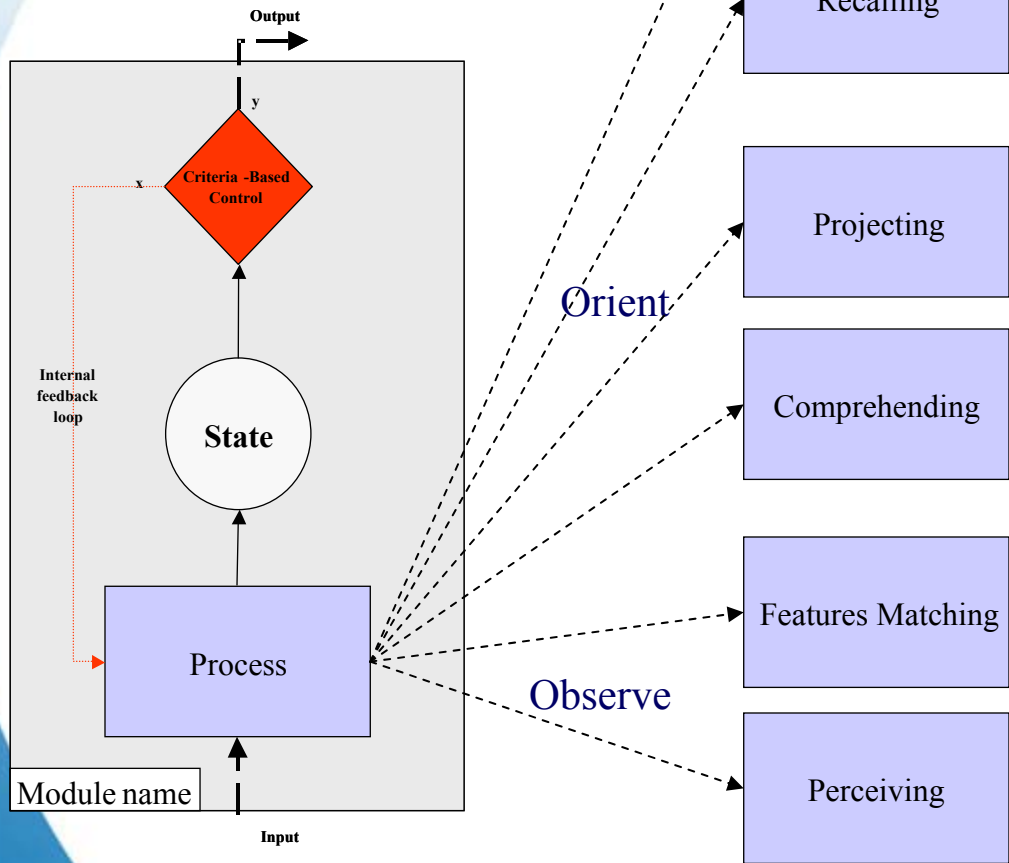 Output
y
x
Criteria -Based
Control
Internal
feedback
loop
State
Process
Module name
Input
Orient
Observe
Recalling
Projecting
Comprehending
Features Matching
Perceiving